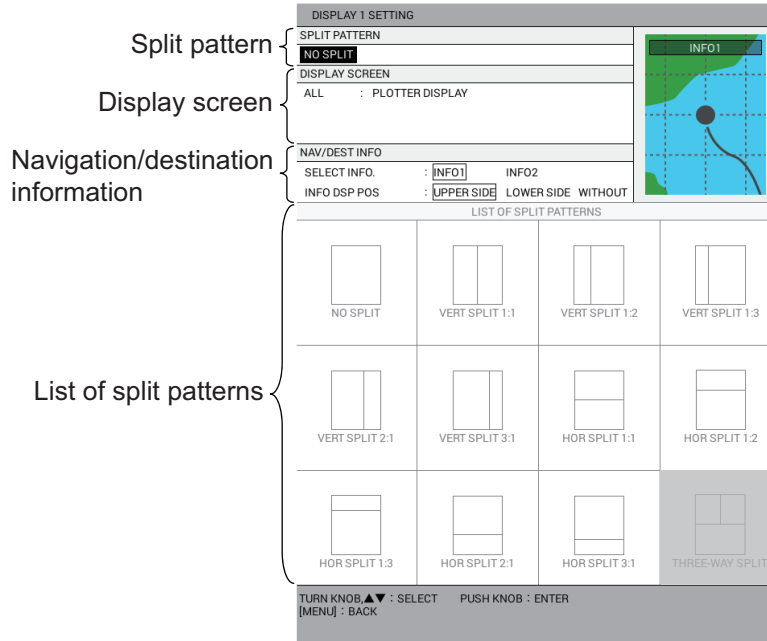 DISPLAY 1 SETTING
Split pattern
SPLIT PATTERN
NO SPLIT
INFO1
Display screen
DISPLAY SCREEN
ALL : PLOTTER DISPLAY
Navigation/destination
information
NAV/DEST INFO
SELECT INFO. : INFO1 INFO2
INFO DSP POS : UPPER SIDE LOWER SIDE WITHOUT
LIST OF SPLIT PATTERNS
List of split patterns
NO SPLIT VERT SPLIT 1:1 VERT SPLIT 1:2 VERT SPLIT 1:3
VERT SPLIT 2:1 VERT SPLIT 3:1 HOR SPLIT 1:1 HOR SPLIT 1:2
HOR SPLIT 1:3 HOR SPLIT 2:1 HOR SPLIT 3:1 THREE-WAY SPLIT
TURN KNOB,▲▼ : SELECT PUSH KNOB : ENTER
[MENU] : BACK